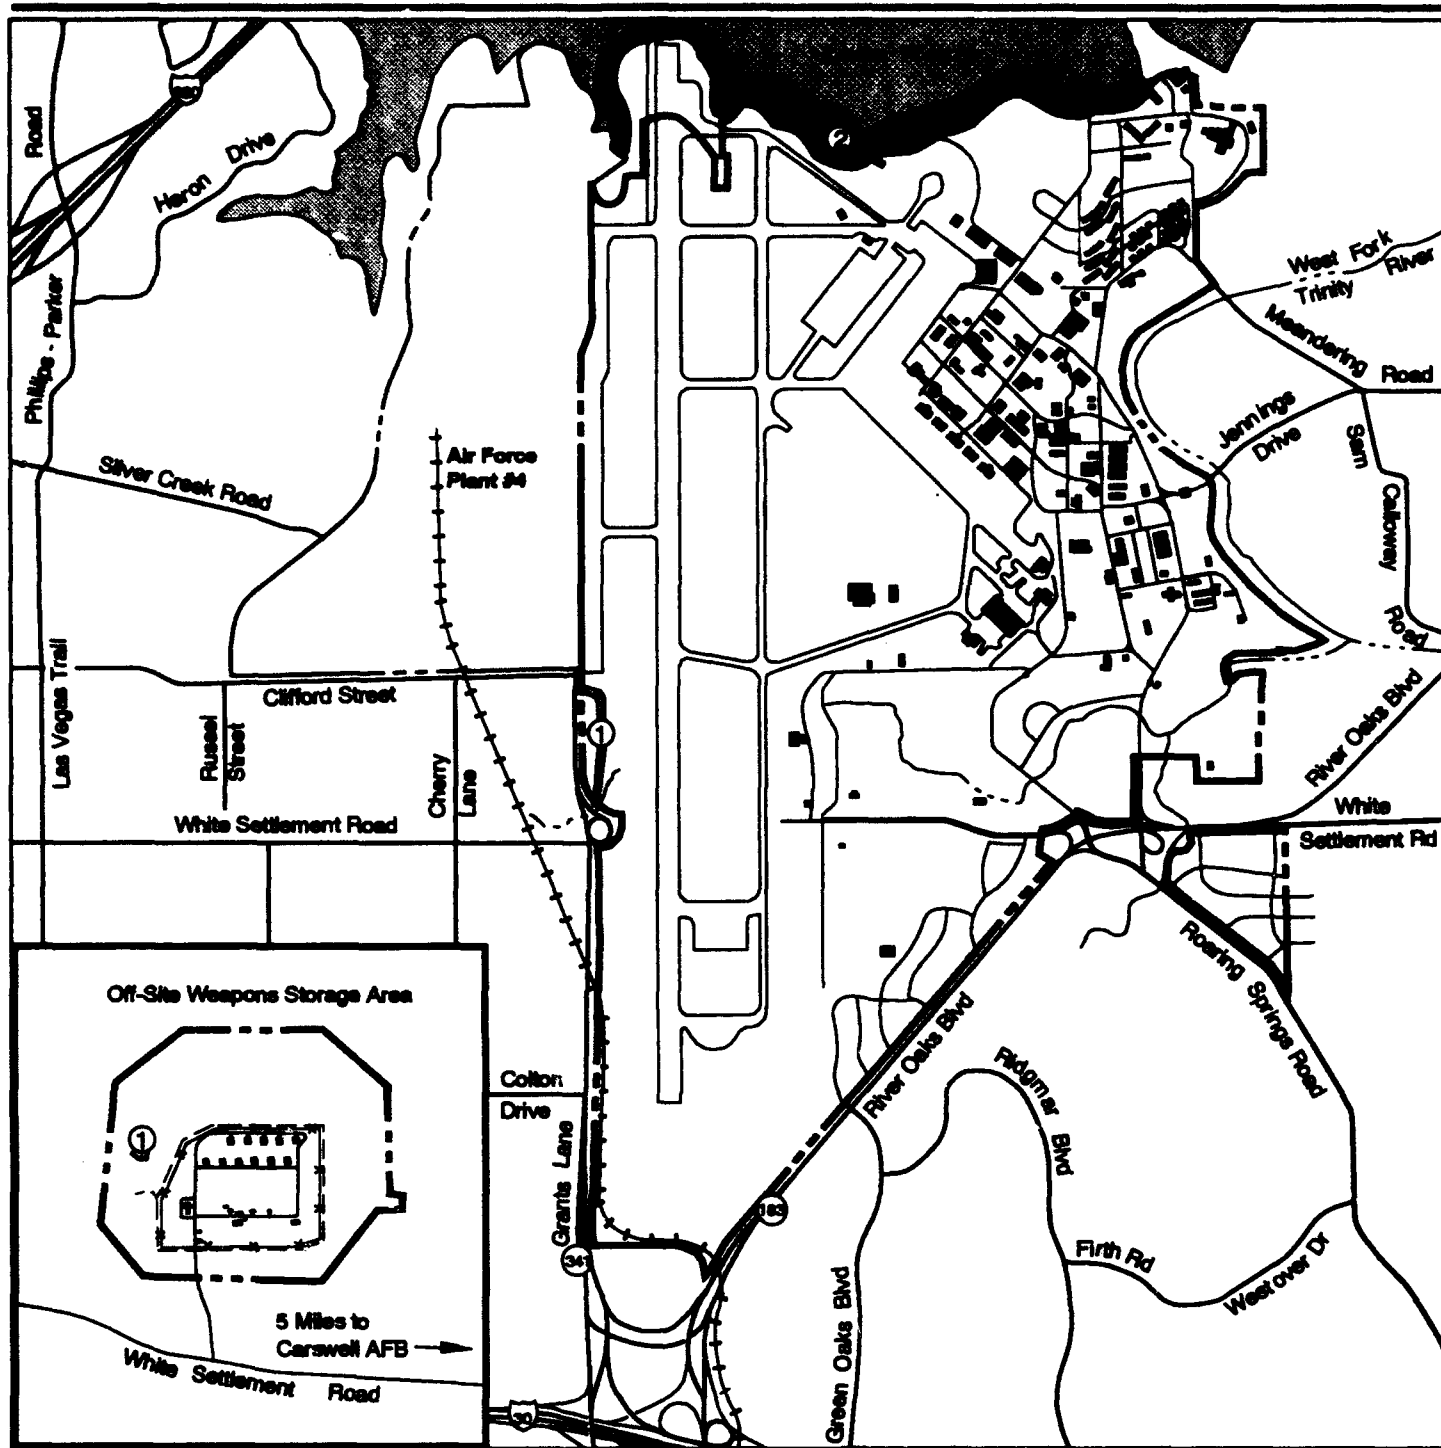 Road
Heron Drive
2
West Fork
Trinity River
Meandering Road
Phillips - Parker
Jennings
Drive
Sam Calloway Road
Air Force
Plant #4
Silver Creek Road
Las Vegas Trail
Clifford Street
Russel
Street
Cherry
Lane
1
White Settlement Road
River Oaks Blvd
White
Settlement Rd
Roaring Springs Road
Off-Site Weapons Storage Area
1
5 Miles to
Carswell AFB
White Settlement Road
Colton
Drive
Grants Lane
341
River Oaks Blvd
183
Ridgmar Blvd
Firth Rd
Westover Dr
Green Oaks Blvd
30